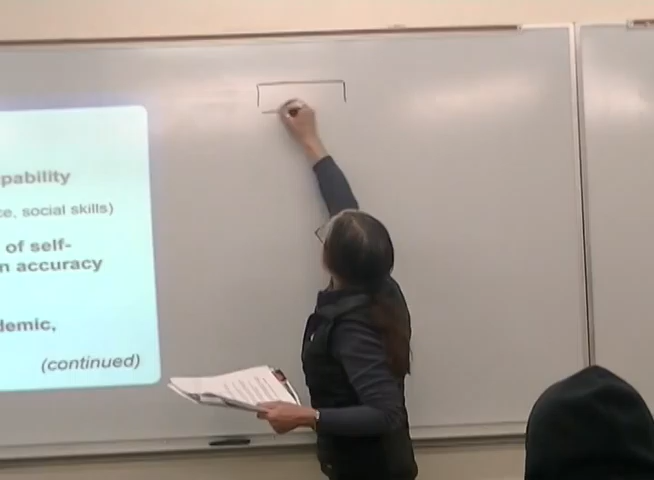 pability
ce, social skills)
of self-
n accuracy
demic,
(continued)